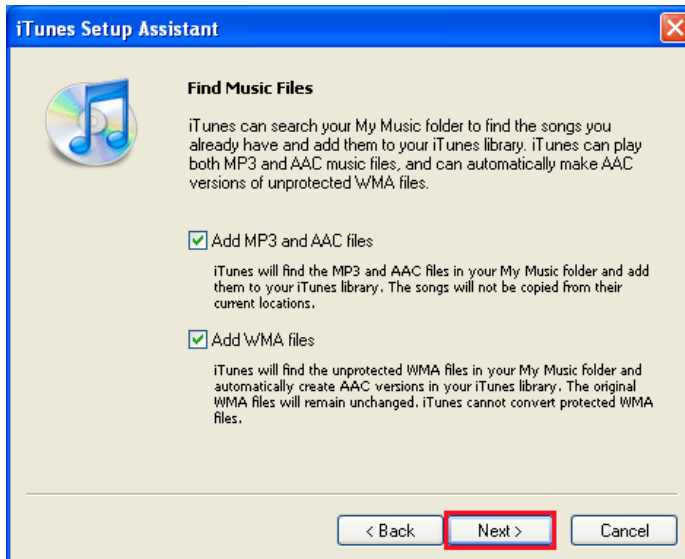 iTunes Setup Assistant
Find Music Files
iTunes can search your My Music folder to find the songs you
already have and add them to your iTunes library. iTunes can play
both MP3 and AAC music files, and can automatically make AAC
versions of unprotected WMA files.
Add MP3 and AAC files
iTunes will find the MP3 and AAC files in your My Music folder and add
them to your iTunes library. The songs will not be copied from their
current locations.
Add WMA files
iTunes will find the unprotected WMA files in your My Music folder and
automatically create AAC versions in your iTunes library. The original
WMA files will remain unchanged. iTunes cannot convert protected WMA
files.
< Back Next > Cancel